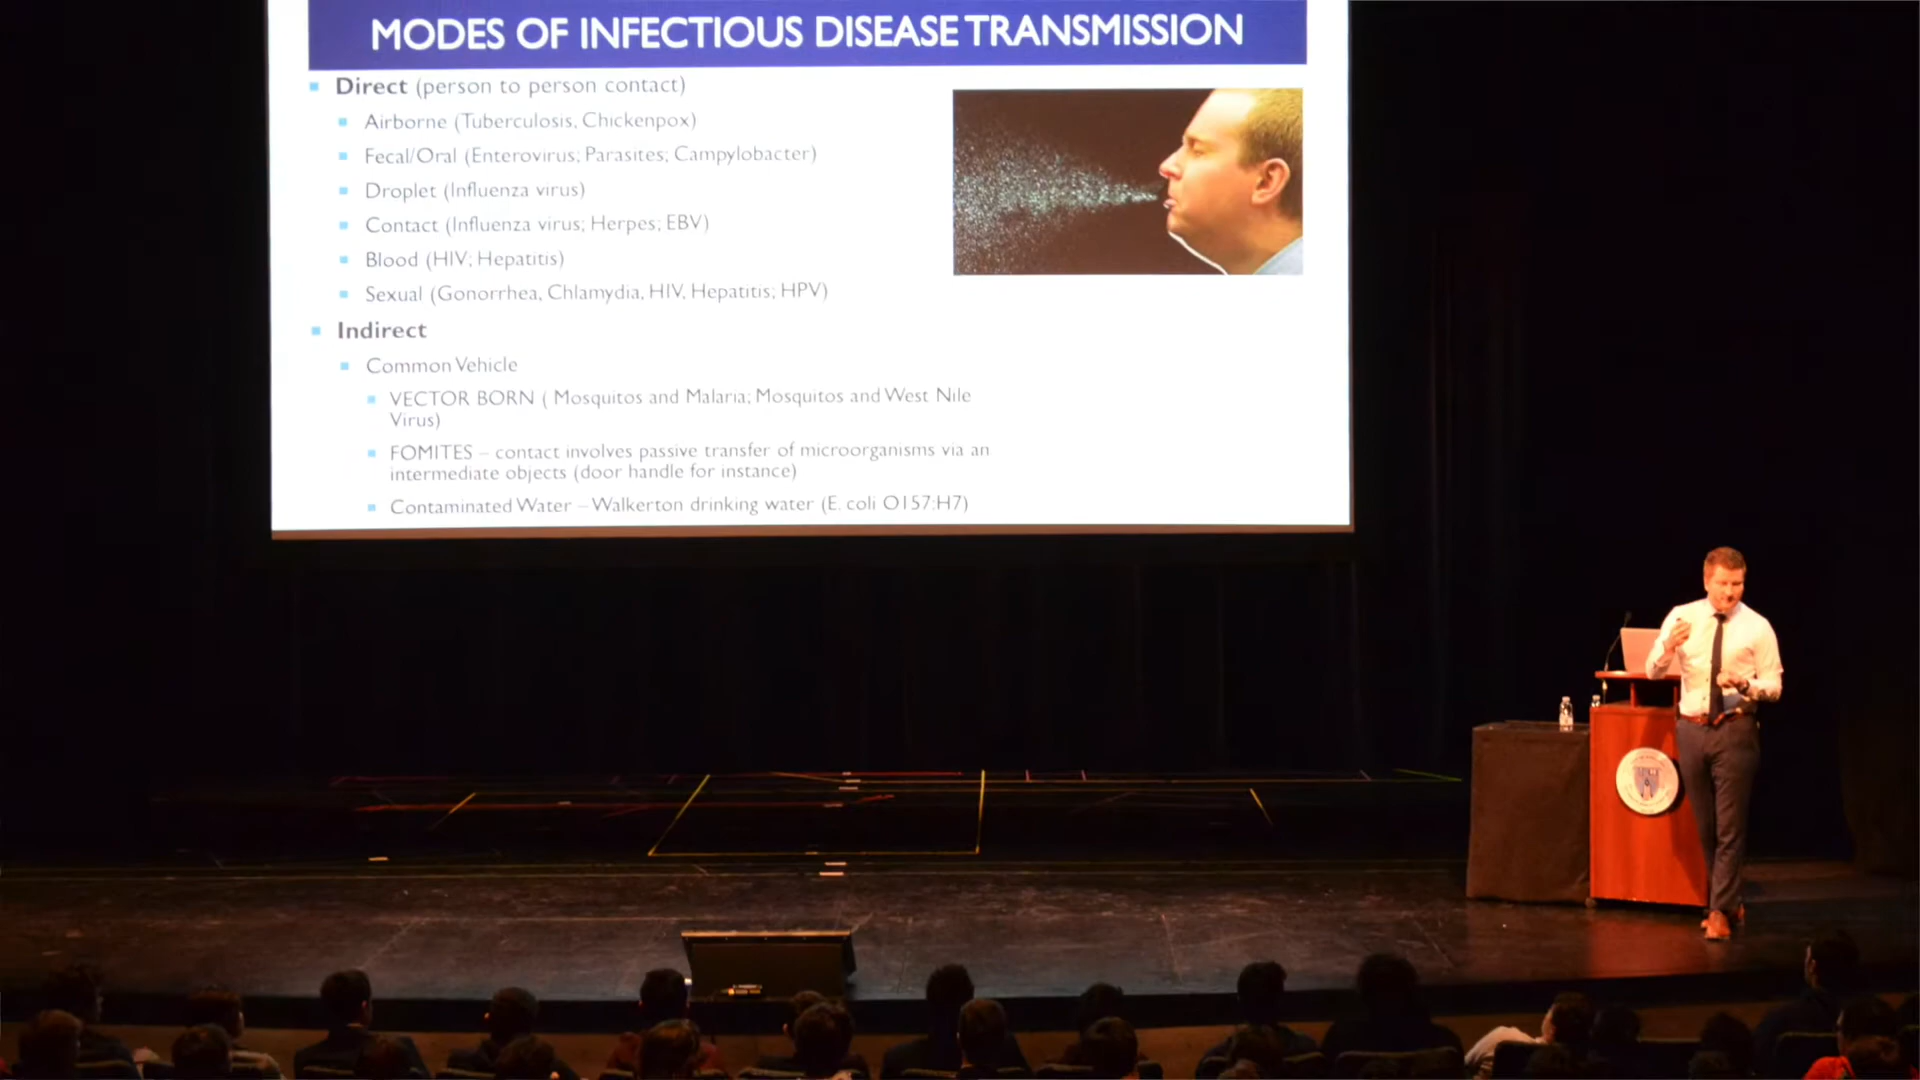 MODES OF INFECTIOUS DISEASE TRANSMISSION
Direct (person to person contact)
Airborne (Tuberculosis, Chickenpox)
Fecal/Oral (Enterovirus; Parasites; Campylobacter)
Droplet (Influenza virus)
Contact (Influenza virus; Herpes; EBV)
Blood (HIV; Hepatitis)
Sexual (Gonorrhea, Chlamydia, HIV, Hepatitis; HPV)
Indirect
Common Vehicle
VECTOR BORN ( Mosquitos and Malaria; Mosquitos and West Nile
Virus)
FOMITES – contact involves passive transfer of microorganisms via an
intermediate objects (door handle for instance)
Contaminated Water – Walkerton drinking water (E. coli O157:H7)